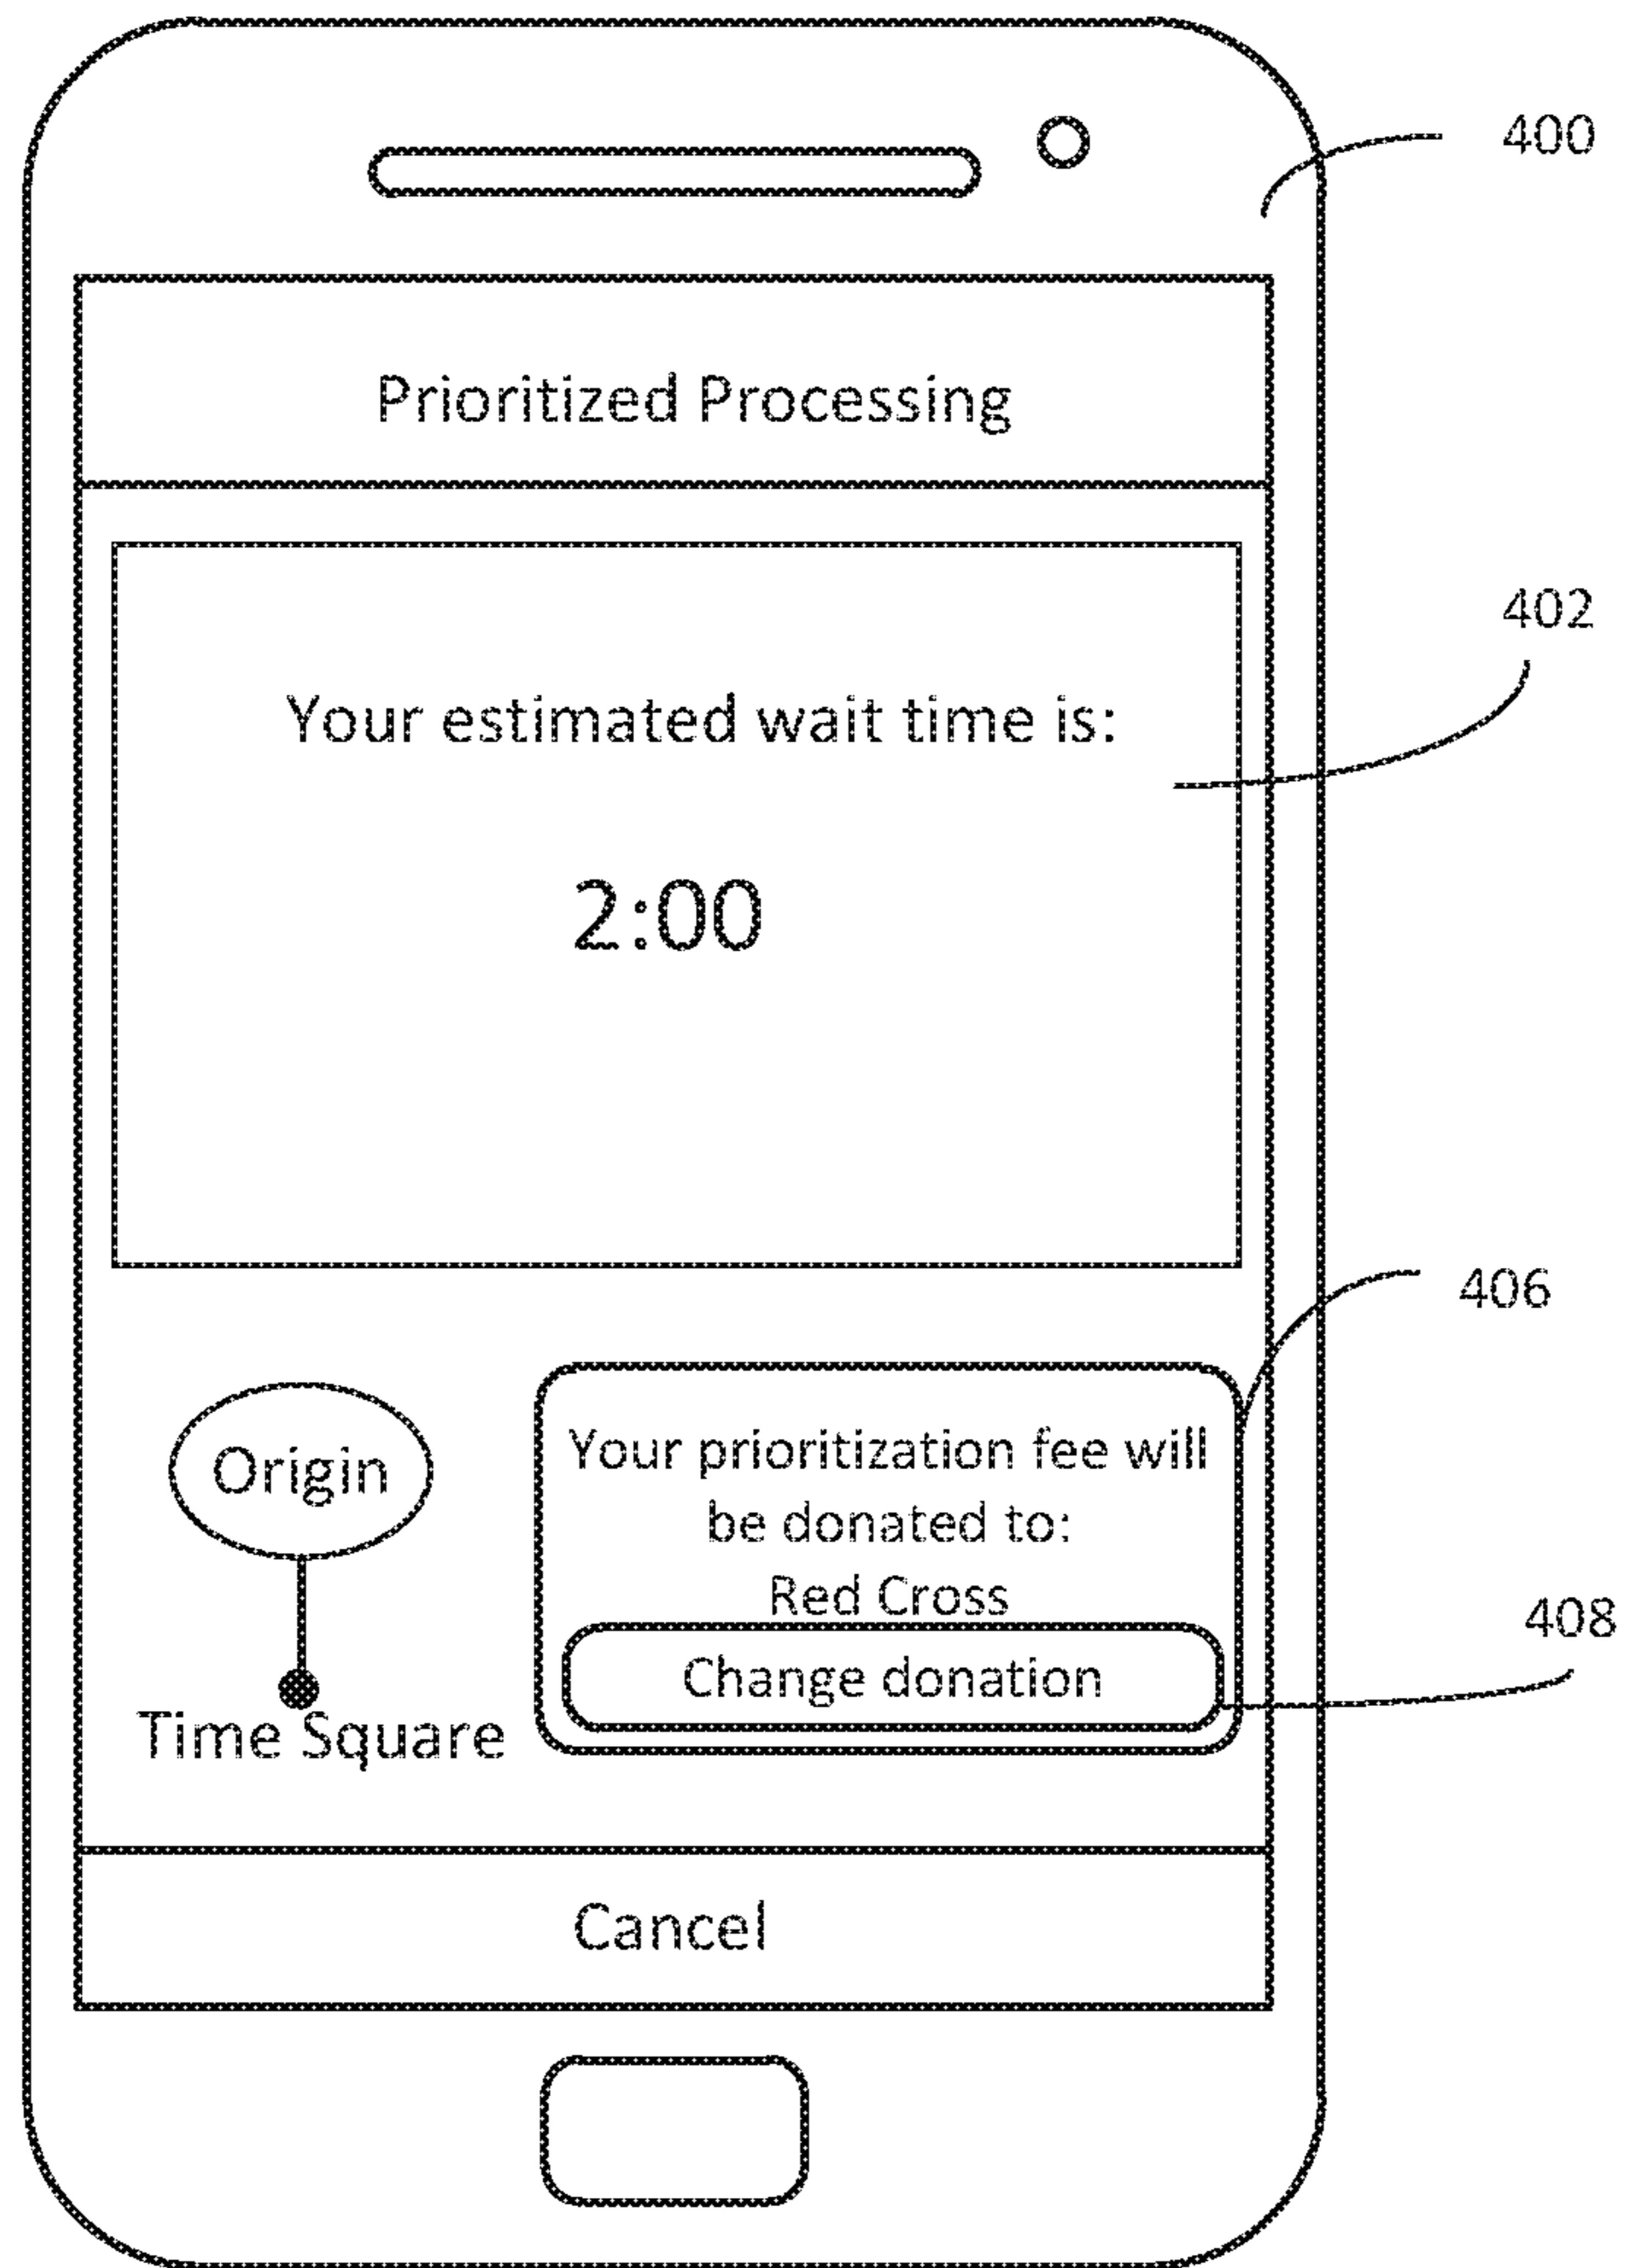 400
Prioritized Processing
402
Your estimated wait time is:
2:00
406
Origin
Your prioritization fee will
be donated to:
Red Cross
408
Change donation
Time Square
Cancel